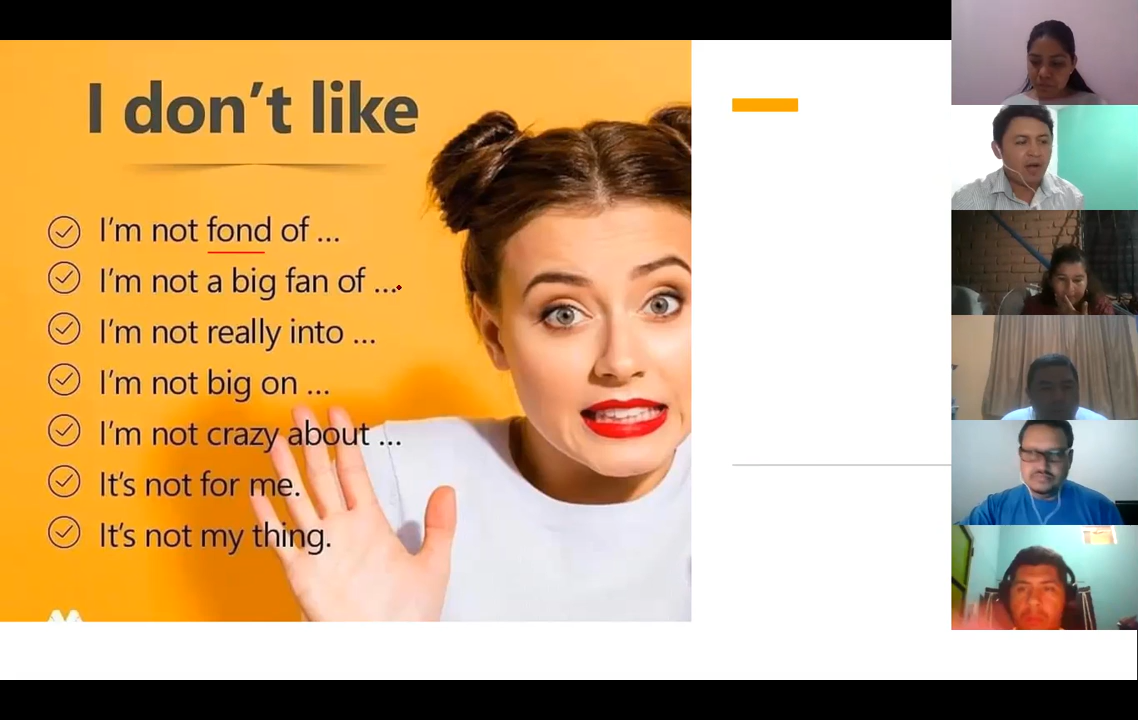 I don't like
I'm not fond of ...
I'm not a big fan of ...
I'm not really into ...
I'm not big on ...
I'm not crazy about ...
It's not for me.
It's not my thing.